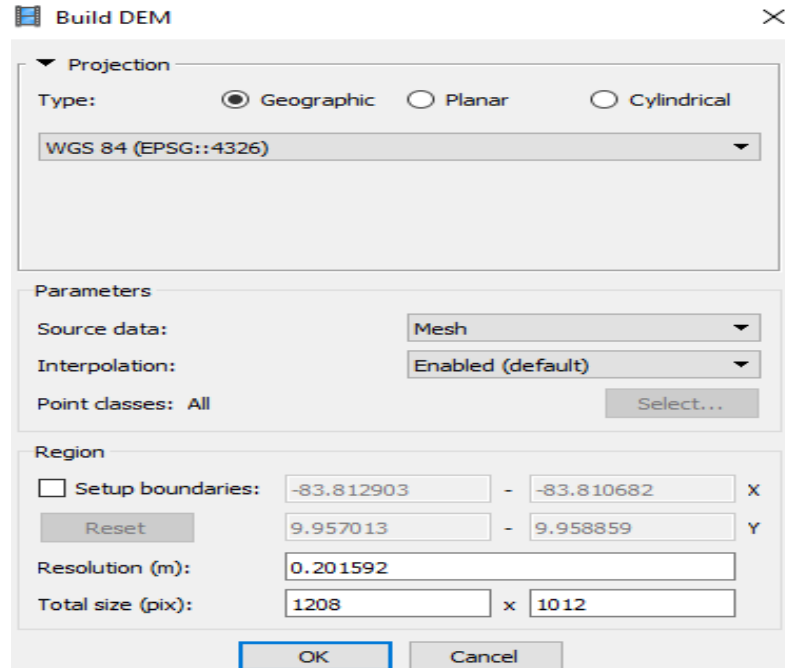 Build DEM
Projection
Type: Geographic Planar Cylindrical
WGS 84 (EPSG::4326)
Parameters
Source data: Mesh
Interpolation: Enabled (default)
Point classes: All Select...
Region
Setup boundaries: -83.812903 - -83.810682 X
Reset 9.957013 - 9.958859 Y
Resolution (m): 0.201592
Total size (pix): 1208 x 1012
OK Cancel